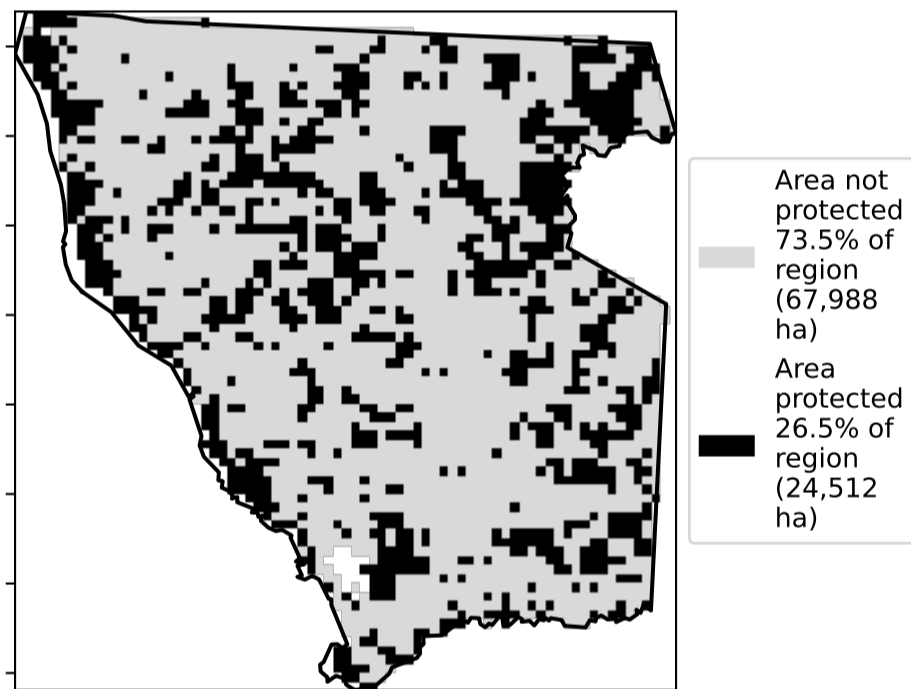 Area not
protected
73.5% of
region
(67,988
ha)
Area
protected
26.5% of
region
(24,512
ha)